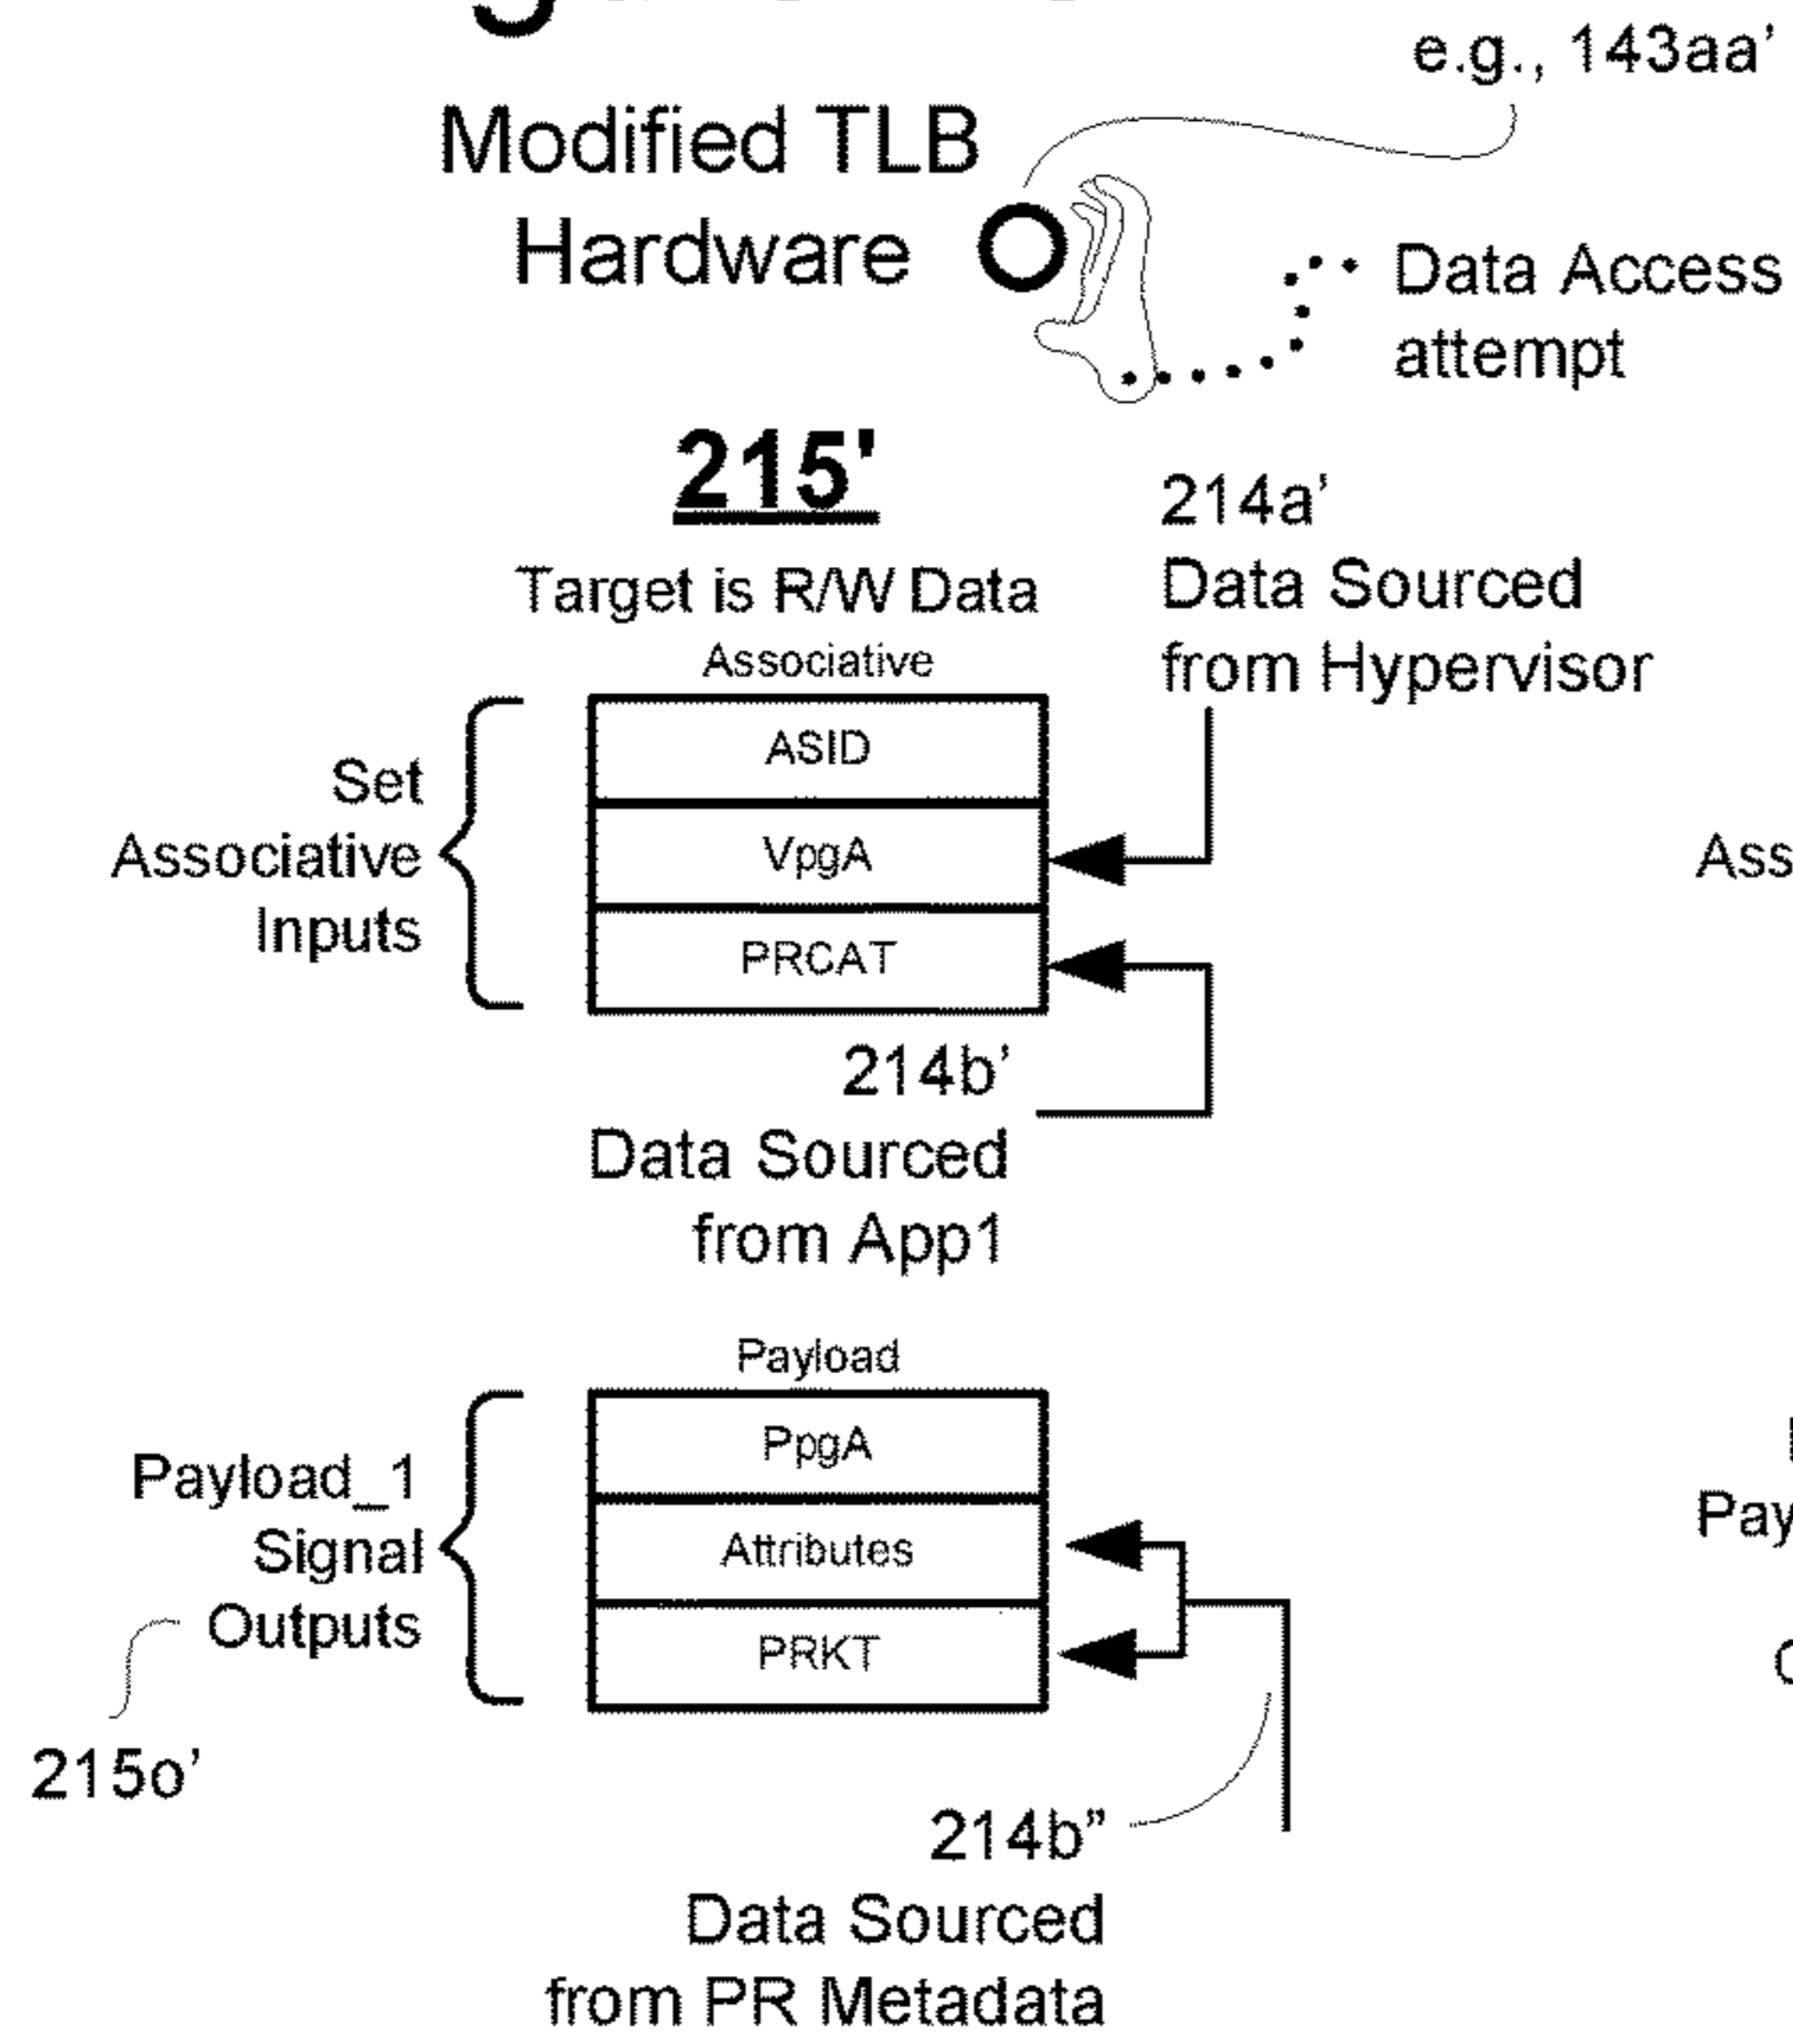 e.g., 143aa’
Modified TLB
Hardware
Data Access
attempt
215'
Target is R/W Data
Associative
214a’
Data Sourced
from Hypervisor
Set
Associative
Inputs
ASID
VpgA
PRCAT
214b’
Data Sourced
from App1
Payload
Payload_1
Signal
Outputs
PpgA
Attributes
PRKT
215o’
214b”
Data Sourced
from PR Metadata
Ass
Pay